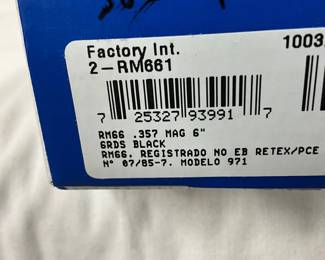 Factory Int.
2-RM661
1003
7 25327 93991 7
RM66 .357 MAG 6"
6RDS BLACK
RM66. REGISTRADO NO EB RETEX/PCE
Nº 07/85-7. MODELO 971